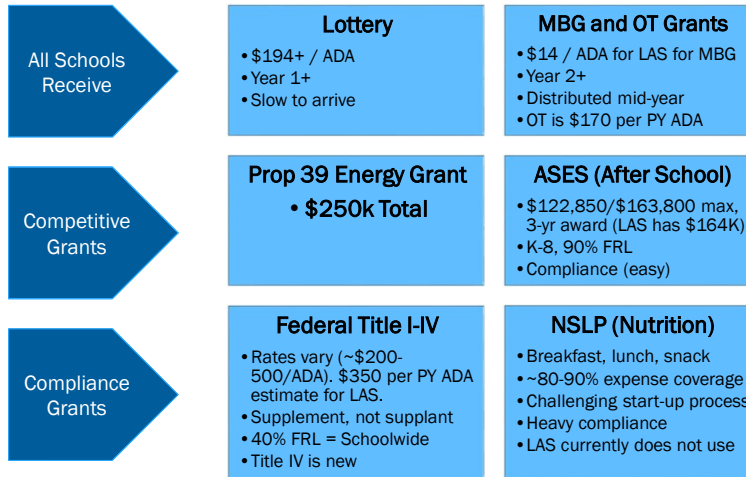 All Schools
Receive
Lottery
• $194+ / ADA
• Year 1+
• Slow to arrive
MBG and OT Grants
• $14 / ADA for LAS for MBG
• Year 2+
• Distributed mid-year
• OT is $170 per PY ADA
Competitive
Grants
Prop 39 Energy Grant
• $250k Total
ASES (After School)
• $122,850/$163,800 max,
3-yr award (LAS has $164K)
• K-8, 90% FRL
• Compliance (easy)
Compliance
Grants
Federal Title I-IV
• Rates vary (~$200-
500/ADA). $350 per PY ADA
estimate for LAS.
• Supplement, not supplant
• 40% FRL = Schoolwide
• Title IV is new
NSLP (Nutrition)
• Breakfast, lunch, snack
• ~80-90% expense coverage
• Challenging start-up process
• Heavy compliance
• LAS currently does not use